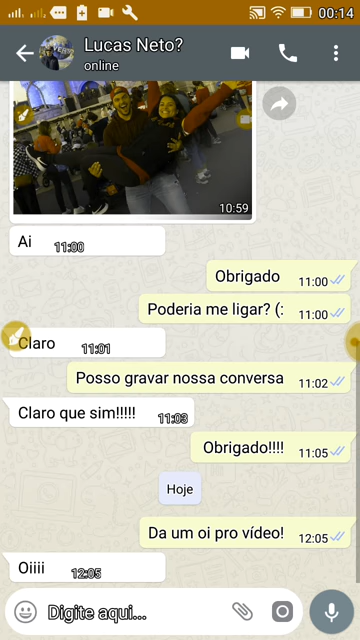 00:14
Lucas Neto?
online
10:59
Ai 11:00
Obrigado 11:00
Poderia me ligar? (: 11:00
Claro 11:01
Posso gravar nossa conversa 11:02
Claro que sim!!!!! 11:03
Obrigado!!!! 11:05
Hoje
Da um oi pro vídeo! 12:05
Oiiii 12:05
Digite aqui...